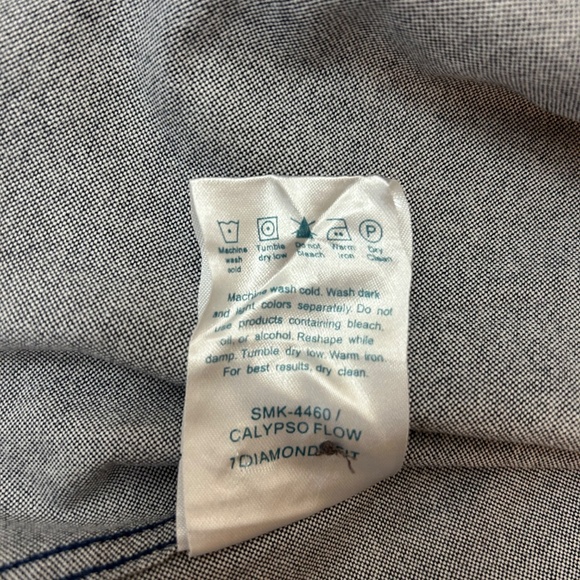 Machine wash cold
Tumble dry low
Do not bleach
Warm iron
P
Dry Clean
Machine wash cold. Wash dark
and light colors separately. Do not
use products containing bleach,
oil, or alcohol. Reshape while
damp. Tumble dry low. Warm iron.
For best results, dry clean.
SMK-4460 /
CALYPSO FLOW
7DIAMONDS FIT